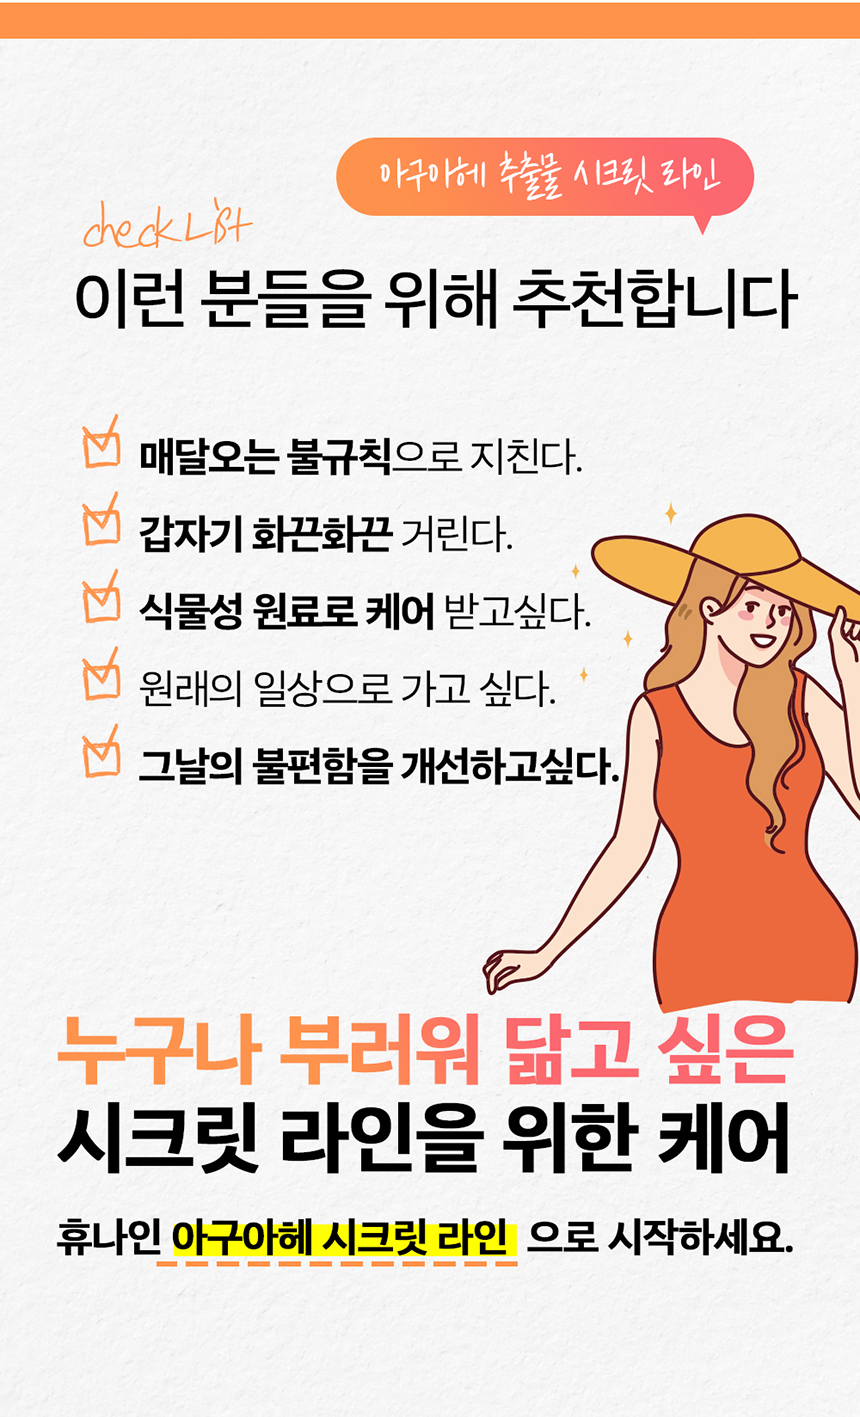 아구아헤 추출물 시크릿 라인
check List
이런 분들을 위해 추천합니다
매달오는 불규칙으로 지친다.
갑자기 화끈화끈 거린다.
식물성 원료로 케어 받고싶다.
원래의 일상으로 가고 싶다.
그날의 불편함을 개선하고싶다.
누구나 부러워 닮고 싶은
시크릿 라인을 위한 케어
휴나인 아구아헤 시크릿 라인 으로 시작하세요.